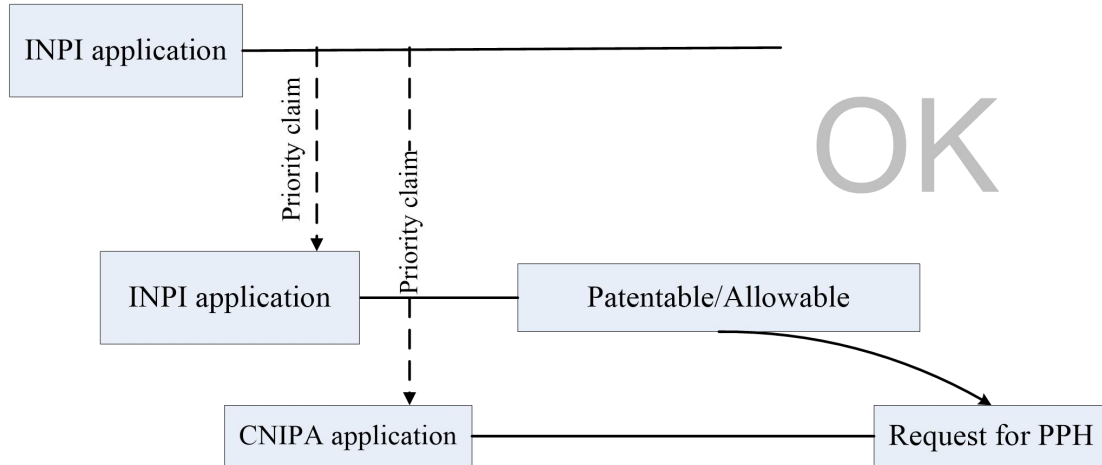 INPI application
OK
Priority claim
Priority claim
INPI application
Patentable/Allowable
CNIPA application
Request for PPH